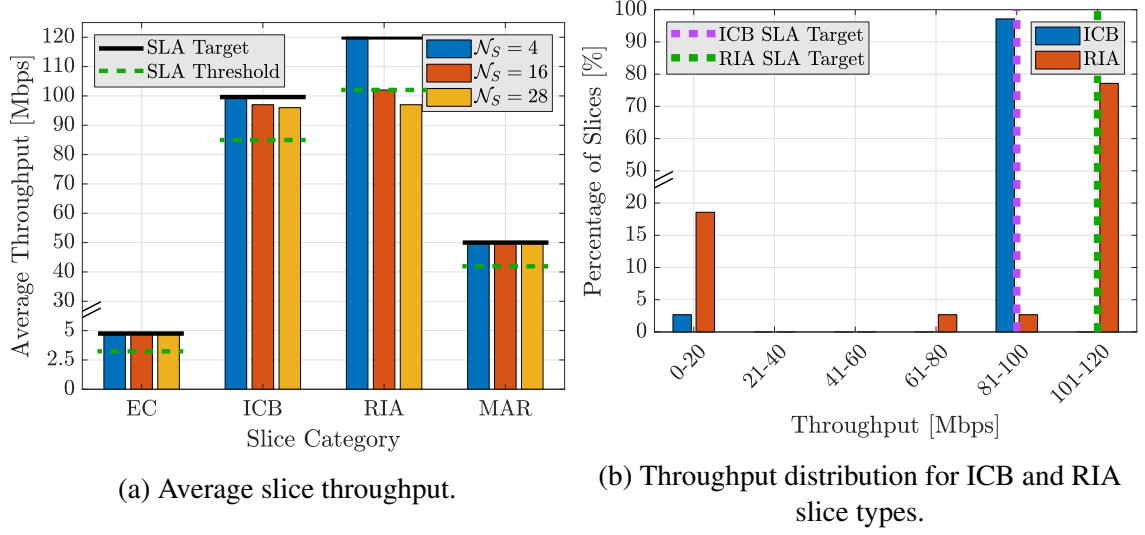 120
110
100
90
80
70
60
50
40
30
5
2.5
0
Average Throughput [Mbps]
SLA Target
SLA Threshold
𝒩_S = 4
𝒩_S = 16
𝒩_S = 28
EC ICB RIA MAR
Slice Category
(a) Average slice throughput.
100
90
80
70
60
50
20
15
10
5
0
Percentage of Slices [%]
ICB SLA Target
RIA SLA Target
ICB
RIA
0-20 21-40 41-60 61-80 81-100 101-120
Throughput [Mbps]
(b) Throughput distribution for ICB and RIA
slice types.